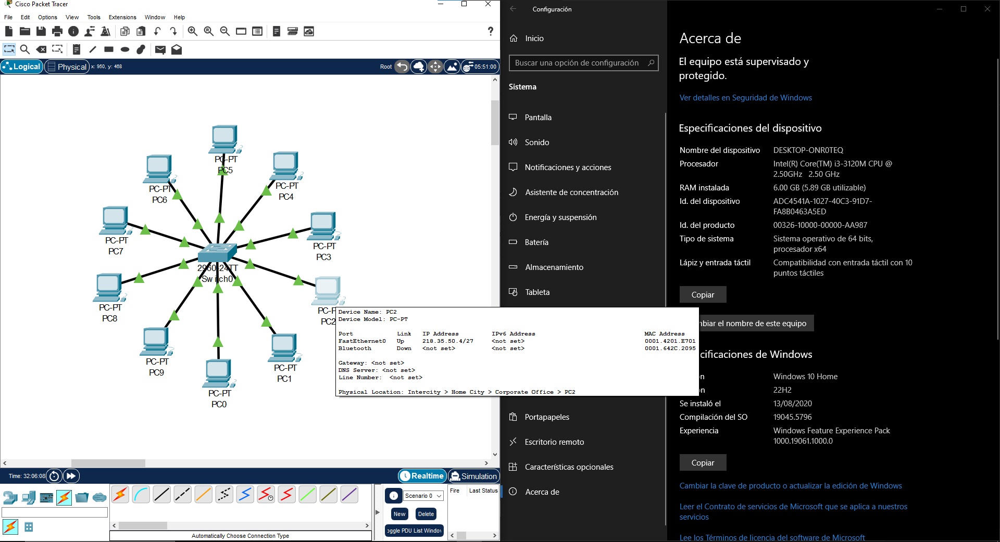 Cisco Packet Tracer
File Edit Options View Tools Extensions Window Help
Logical Physical x: 950, y: 468 Root 05:51:00
PC-PT
PC5
PC-PT
PC4
PC-PT
PC6
PC-PT
PC3
PC-PT
PC7
2960-24TT
Switch0
PC-PT
PC8
PC2
PC-PT
PC9
PC-PT
PC1
PC-PT
PC0
Device Name: PC2
Device Model: PC-PT
Port Link IP Address IPv6 Address MAC Address
FastEthernet0 Up 218.35.50.4/27 <not set> 0001.4201.E701
Bluetooth Down <not set> <not set> 0001.642C.2095
Gateway: <not set>
DNS Server: <not set>
Line Number: <not set>
Physical Location: Intercity > Home City > Corporate Office > PC2
Time: 32:06:08
Realtime Simulation
Scenario 0
Fire Last Status
New Delete
oggle PDU List Windov
Automatically Choose Connection Type
Configuración
Inicio
Buscar una opción de configuración
Sistema
Pantalla
Sonido
Notificaciones y acciones
Asistente de concentración
Energía y suspensión
Batería
Almacenamiento
Tableta
Portapapeles
Escritorio remoto
Características opcionales
Acerca de
Acerca de
El equipo está supervisado y
protegido.
Ver detalles en Seguridad de Windows
Especificaciones del dispositivo
Nombre del dispositivo DESKTOP-ONR0TEQ
Procesador Intel(R) Core(TM) i3-3120M CPU @
2.50GHz 2.50 GHz
RAM instalada 6.00 GB (5.89 GB utilizable)
Id. del dispositivo ADC4541A-1027-40C3-91D7-
FA8B0463A5ED
Id. del producto 00326-10000-00000-AA987
Tipo de sistema Sistema operativo de 64 bits,
procesador x64
Lápiz y entrada táctil Compatibilidad con entrada táctil con 10
puntos táctiles
Copiar
nbiar el nombre de este equipo
cificaciones de Windows
n Windows 10 Home
n 22H2
Se instaló el 13/08/2020
Compilación del SO 19045.5796
Experiencia Windows Feature Experience Pack
1000.19061.1000.0
Copiar
Cambiar la clave de producto o actualizar la edición de Windows
Leer el Contrato de servicios de Microsoft que se aplica a nuestros
servicios
Lee los Términos de licencia del software de Microsoft